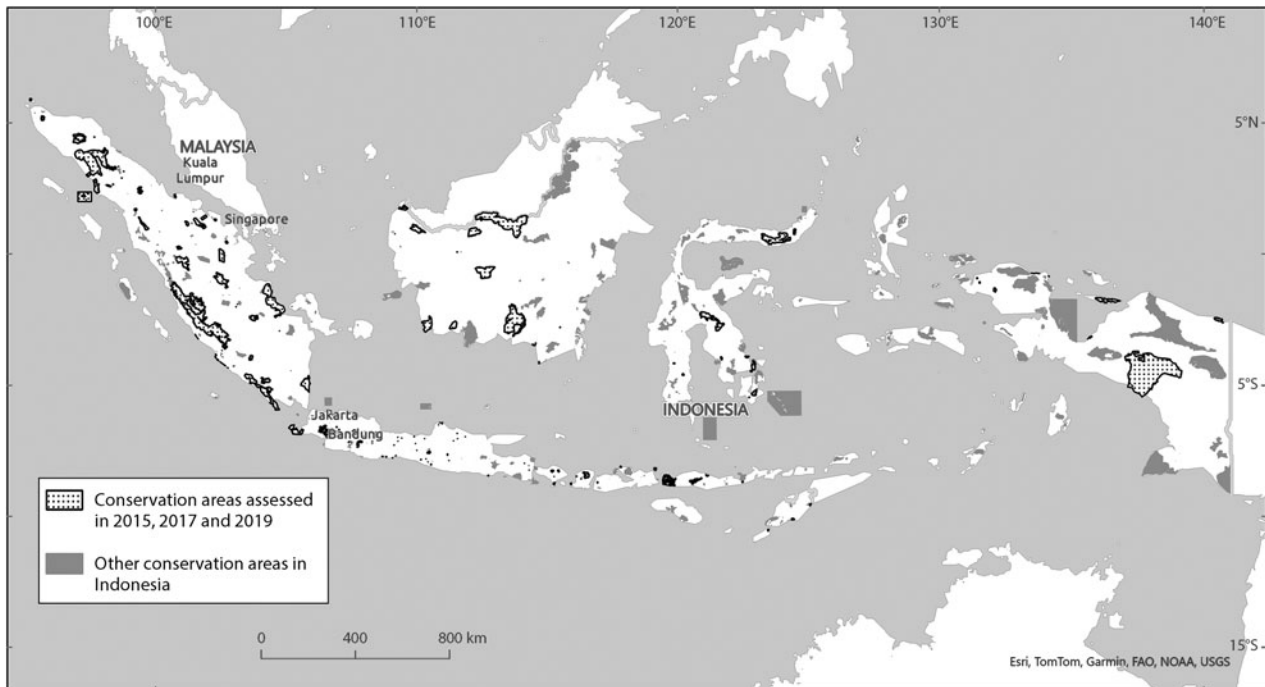 100°E
110°E
120°E
130°E
140°E
5°N
MALAYSIA
Kuala
Lumpur
Singapore
5°S
JaRarta
Bandung
INDONESIA
Conservation areas assessed
in 2015, 2017 and 2019
Other conservation areas in
Indonesia
0
400
800 km
15°S
Esri, TomTom, Garmin, FAO, NOAA, USGS